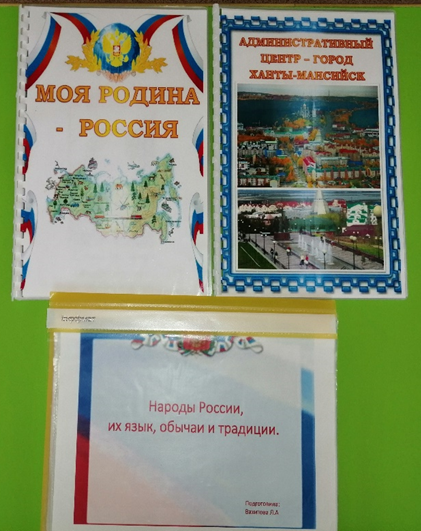 МОЯ РОДИНА
- РОССИЯ
АДМИНИСТРАТИВНЫЙ
ЦЕНТР – ГОРОД
ХАНТЫ-МАНСИЙСК
Народы России,
их язык, обычаи и традиции.
Подготовила:
Л.А